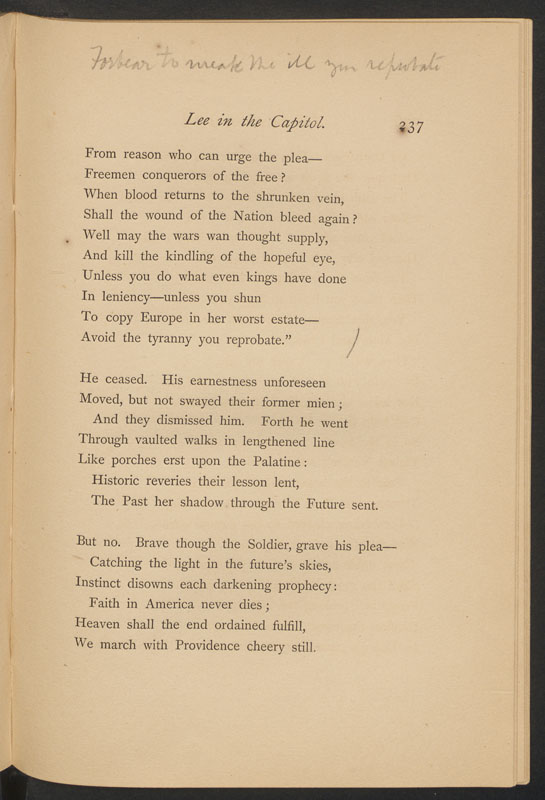 Forbear to wreak the ill you reprobate
Lee in the Capitol. 237
From reason who can urge the plea—
Freemen conquerors of the free?
When blood returns to the shrunken vein,
Shall the wound of the Nation bleed again?
Well may the wars wan thought supply,
And kill the kindling of the hopeful eye,
Unless you do what even kings have done
In leniency—unless you shun
To copy Europe in her worst estate—
Avoid the tyranny you reprobate."
He ceased. His earnestness unforeseen
Moved, but not swayed their former mien;
And they dismissed him. Forth he went
Through vaulted walks in lengthened line
Like porches erst upon the Palatine:
Historic reveries their lesson lent,
The Past her shadow through the Future sent.
But no. Brave though the Soldier, grave his plea—
Catching the light in the future's skies,
Instinct disowns each darkening prophecy:
Faith in America never dies;
Heaven shall the end ordained fulfill,
We march with Providence cheery still.